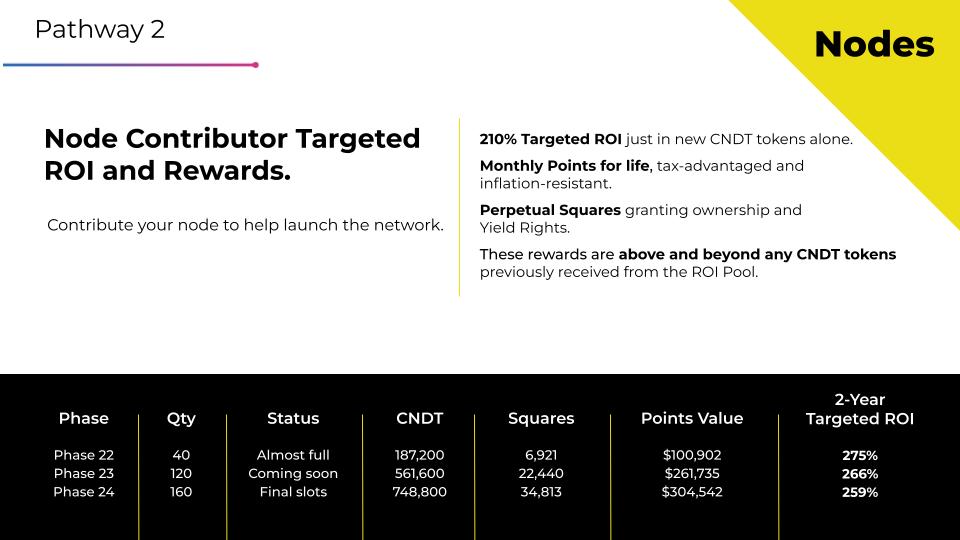 Pathway 2
Nodes
Node Contributor Targeted
ROI and Rewards.
Contribute your node to help launch the network.
210% Targeted ROI just in new CNDT tokens alone.
Monthly Points for life, tax-advantaged and
inflation-resistant.
Perpetual Squares granting ownership and
Yield Rights.
These rewards are above and beyond any CNDT tokens
previously received from the ROI Pool.
Phase Qty Status CNDT Squares Points Value 2-Year
Targeted ROI
Phase 22 40 Almost full 187,200 6,921 $100,902 275%
Phase 23 120 Coming soon 561,600 22,440 $261,735 266%
Phase 24 160 Final slots 748,800 34,813 $304,542 259%